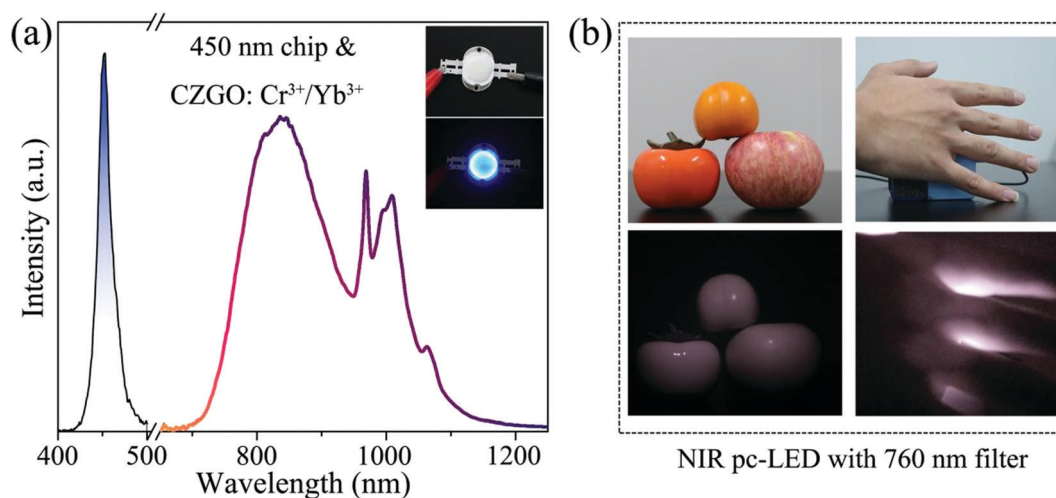 (a)
450 nm chip &
CZGO: Cr³⁺/Yb³⁺
Intensity (a.u.)
400 500 800 1000 1200
Wavelength (nm)
(b)
NIR pc-LED with 760 nm filter